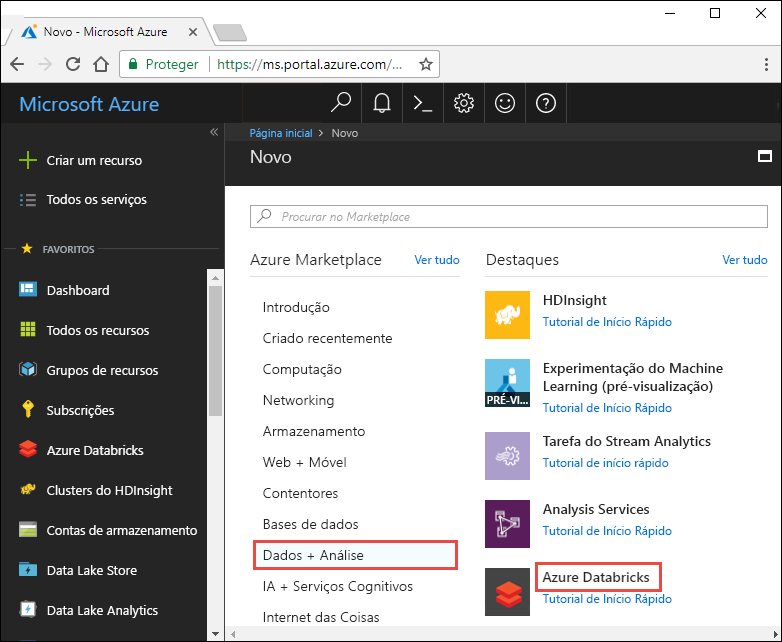 Novo - Microsoft Azure
Proteger
https://ms.portal.azure.com/...
Microsoft Azure
Página inicial > Novo
Novo
Criar um recurso
Todos os serviços
FAVORITOS
Dashboard
Todos os recursos
Grupos de recursos
Subscrições
Azure Databricks
Clusters do HDInsight
Contas de armazenamento
Data Lake Store
Data Lake Analytics
Procurar no Marketplace
Azure Marketplace
Ver tudo
Introdução
Criado recentemente
Computação
Networking
Armazenamento
Web + Móvel
Contentores
Bases de dados
Dados + Análise
IA + Serviços Cognitivos
Internet das Coisas
Destaques
Ver tudo
HDInsight
Tutorial de Início Rápido
PRÉ-VI...
Experimentação do Machine
Learning (pré-visualização)
Tutorial de Início Rápido
Tarefa do Stream Analytics
Tutorial de início rápido
Analysis Services
Tutorial de Início Rápido
Azure Databricks
Tutorial de Início Rápido